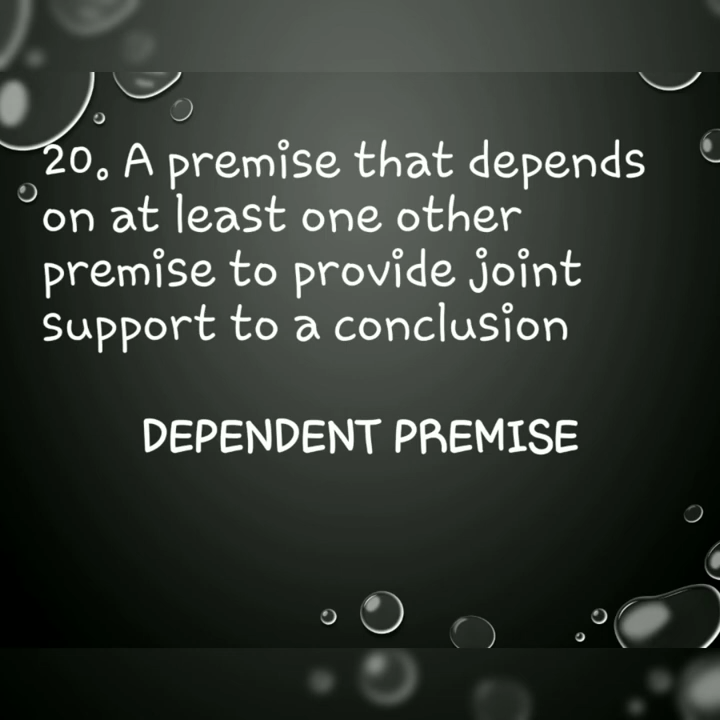 20. A premise that depends
on at least one other
premise to provide joint
support to a conclusion
DEPENDENT PREMISE